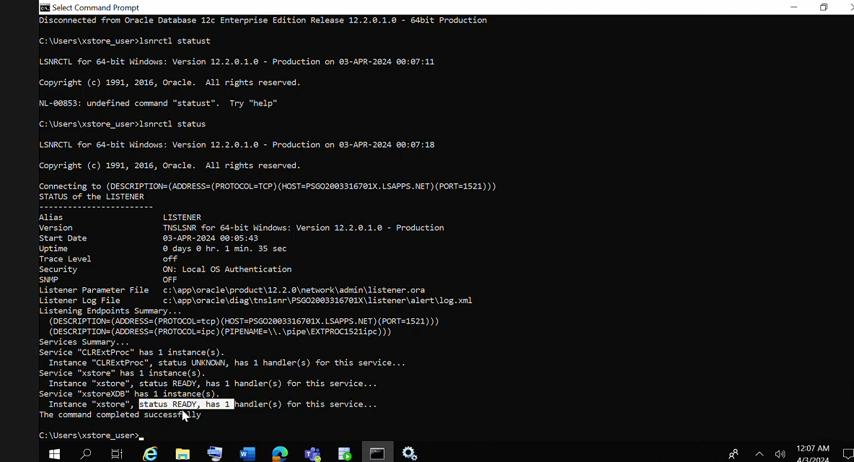 Select Command Prompt
Disconnected from Oracle Database 12c Enterprise Edition Release 12.2.0.1.0 - 64bit Production
C:\Users\xstore_user>lsnrctl statust
LSNRCTL for 64-bit Windows: Version 12.2.0.1.0 - Production on 03-APR-2024 00:07:11
Copyright (c) 1991, 2016, Oracle.  All rights reserved.
NL-00853: undefined command "statust".  Try "help"
C:\Users\xstore_user>lsnrctl status
LSNRCTL for 64-bit Windows: Version 12.2.0.1.0 - Production on 03-APR-2024 00:07:18
Copyright (c) 1991, 2016, Oracle.  All rights reserved.
Connecting to (DESCRIPTION=(ADDRESS=(PROTOCOL=TCP)(HOST=PSGO2003316701X.LSAPPS.NET)(PORT=1521)))
STATUS of the LISTENER
------------------------
Alias                     LISTENER
Version                   TNSLSNR for 64-bit Windows: Version 12.2.0.1.0 - Production
Start Date                03-APR-2024 00:05:43
Uptime                    0 days 0 hr. 1 min. 35 sec
Trace Level               off
Security                  ON: Local OS Authentication
SNMP                      OFF
Listener Parameter File   c:\app\oracle\product\12.2.0\network\admin\listener.ora
Listener Log File         c:\app\oracle\diag\tnslsnr\PSGO2003316701X\listener\alert\log.xml
Listening Endpoints Summary...
  (DESCRIPTION=(ADDRESS=(PROTOCOL=tcp)(HOST=PSGO2003316701X.LSAPPS.NET)(PORT=1521)))
  (DESCRIPTION=(ADDRESS=(PROTOCOL=ipc)(PIPENAME=\\.\pipe\EXTPROC1521ipc)))
Services Summary...
Service "CLRExtProc" has 1 instance(s).
  Instance "CLRExtProc", status UNKNOWN, has 1 handler(s) for this service...
Service "xstore" has 1 instance(s).
  Instance "xstore", status READY, has 1 handler(s) for this service...
Service "xstoreXDB" has 1 instance(s).
  Instance "xstore", status READY, has 1 handler(s) for this service...
The command completed successfully
C:\Users\xstore_user>
12:07 AM
4/3/2024